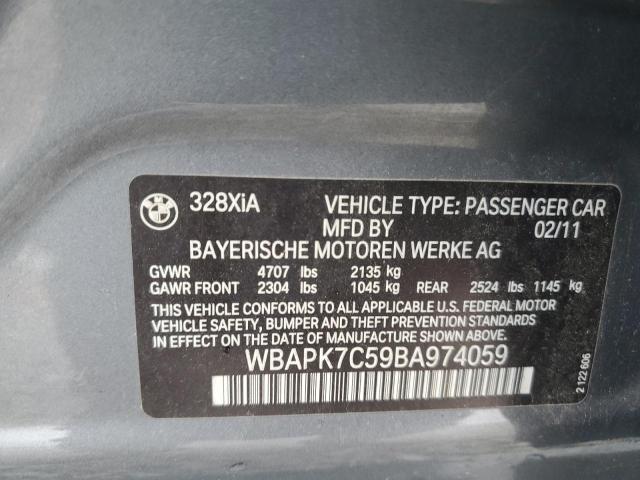 BMW
328XiA VEHICLE TYPE: PASSENGER CAR
MFD BY 02/11
BAYERISCHE MOTOREN WERKE AG
GVWR 4707 lbs 2135 kg
GAWR FRONT 2304 lbs 1045 kg REAR 2524 lbs 1145 kg
THIS VEHICLE CONFORMS TO ALL APPLICABLE U.S. FEDERAL MOTOR
VEHICLE SAFETY, BUMPER AND THEFT PREVENTION STANDARDS
IN EFFECT ON THE DATE OF MANUFACTURE SHOWN ABOVE.
WBAPK7C59BA974059
2 122 606